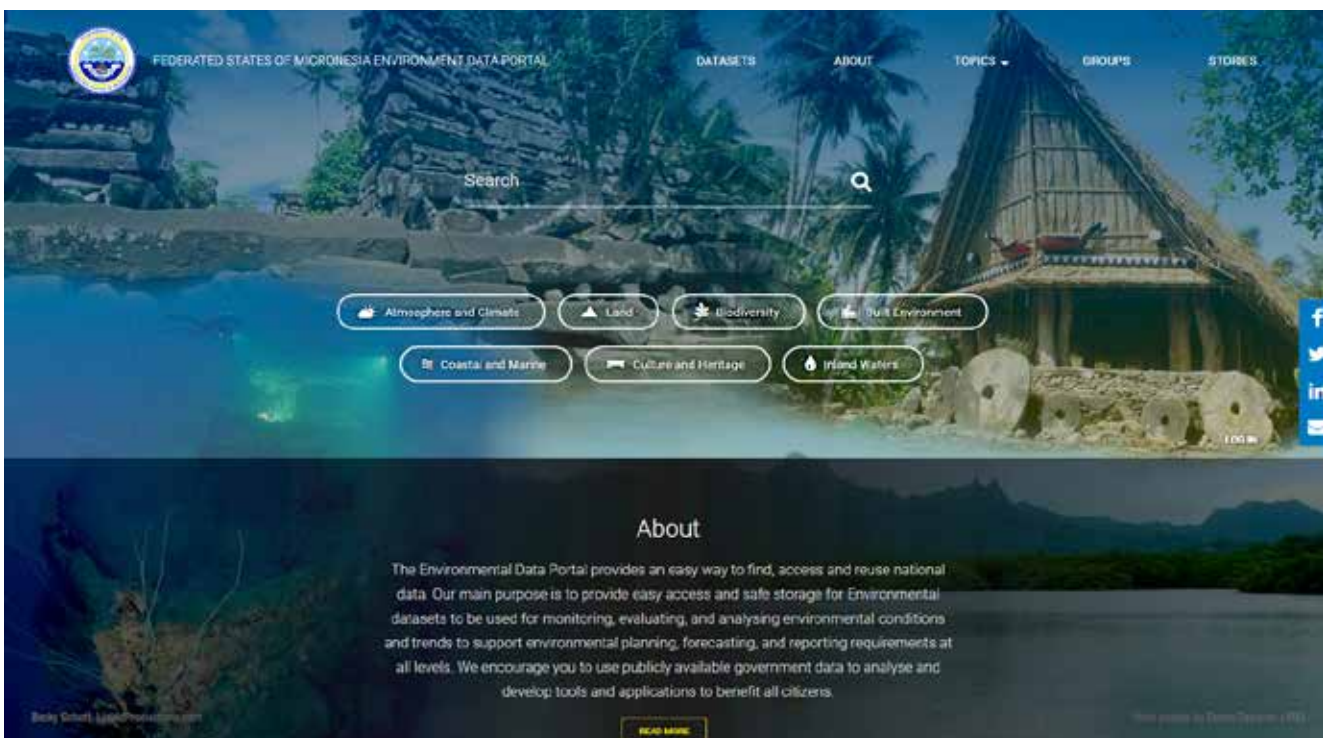 FEDERATED STATES OF MICRONESIA ENVIRONMENT DATA PORTAL
DATASETS
ABOUT
TOPICS
GROUPS
STORIES
Search
Atmosphere and Climate
Land
Biodiversity
Built Environment
Coastal and Marine
Culture and Heritage
Inland Waters
LOG IN
About
The Environmental Data Portal provides an easy way to find, access and reuse national
data. Our main purpose is to provide easy access and safe storage for Environmental
datasets to be used for monitoring, evaluating, and analysing environmental conditions
and trends to support environmental planning, forecasting, and reporting requirements at
all levels. We encourage you to use publicly available government data to analyse and
develop tools and applications to benefit all citizens.
READ MORE